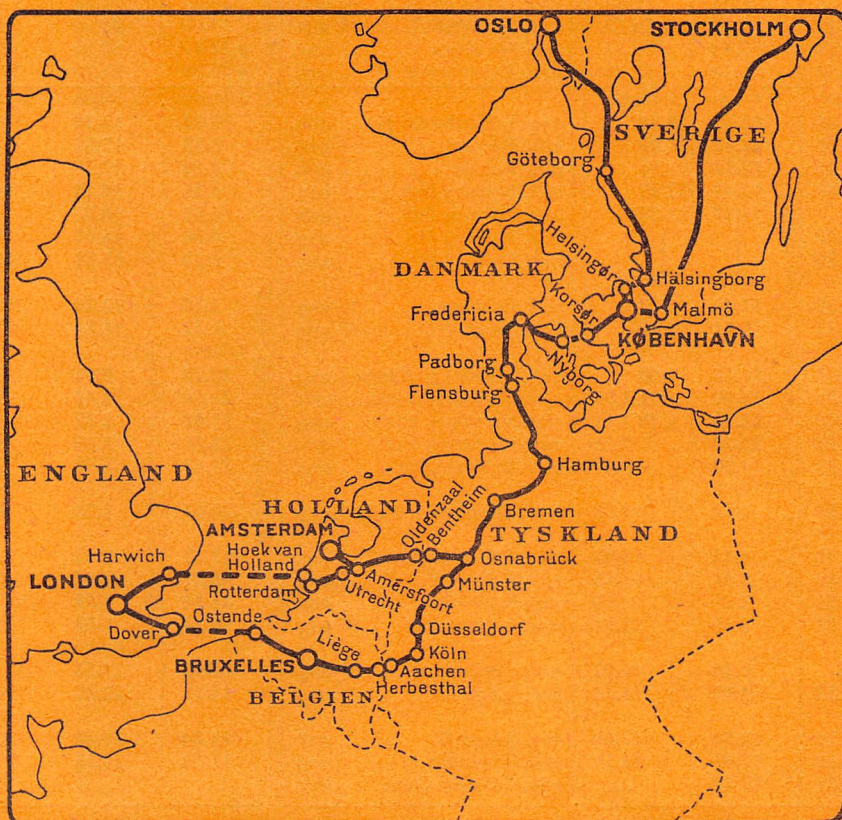 OSLO
STOCKHOLM
SVERIGE
Göteborg
Helsingør
DANMARK
Hälsingborg
Korsør
Fredericia
Malmö
KØBENHAVN
Nyborg
Padborg
Flensburg
Hamburg
ENGLAND
HOLLAND
Oldenzaal
Bentheim
Bremen
AMSTERDAM
TYSKLAND
Harwich
Hoek van
Holland
Osnabrück
LONDON
Rotterdam
Utrecht
Amersfoort
Münster
Dover
Ostende
Düsseldorf
Liège
Köln
BRUXELLES
Aachen
Herbesthal
BELGIEN